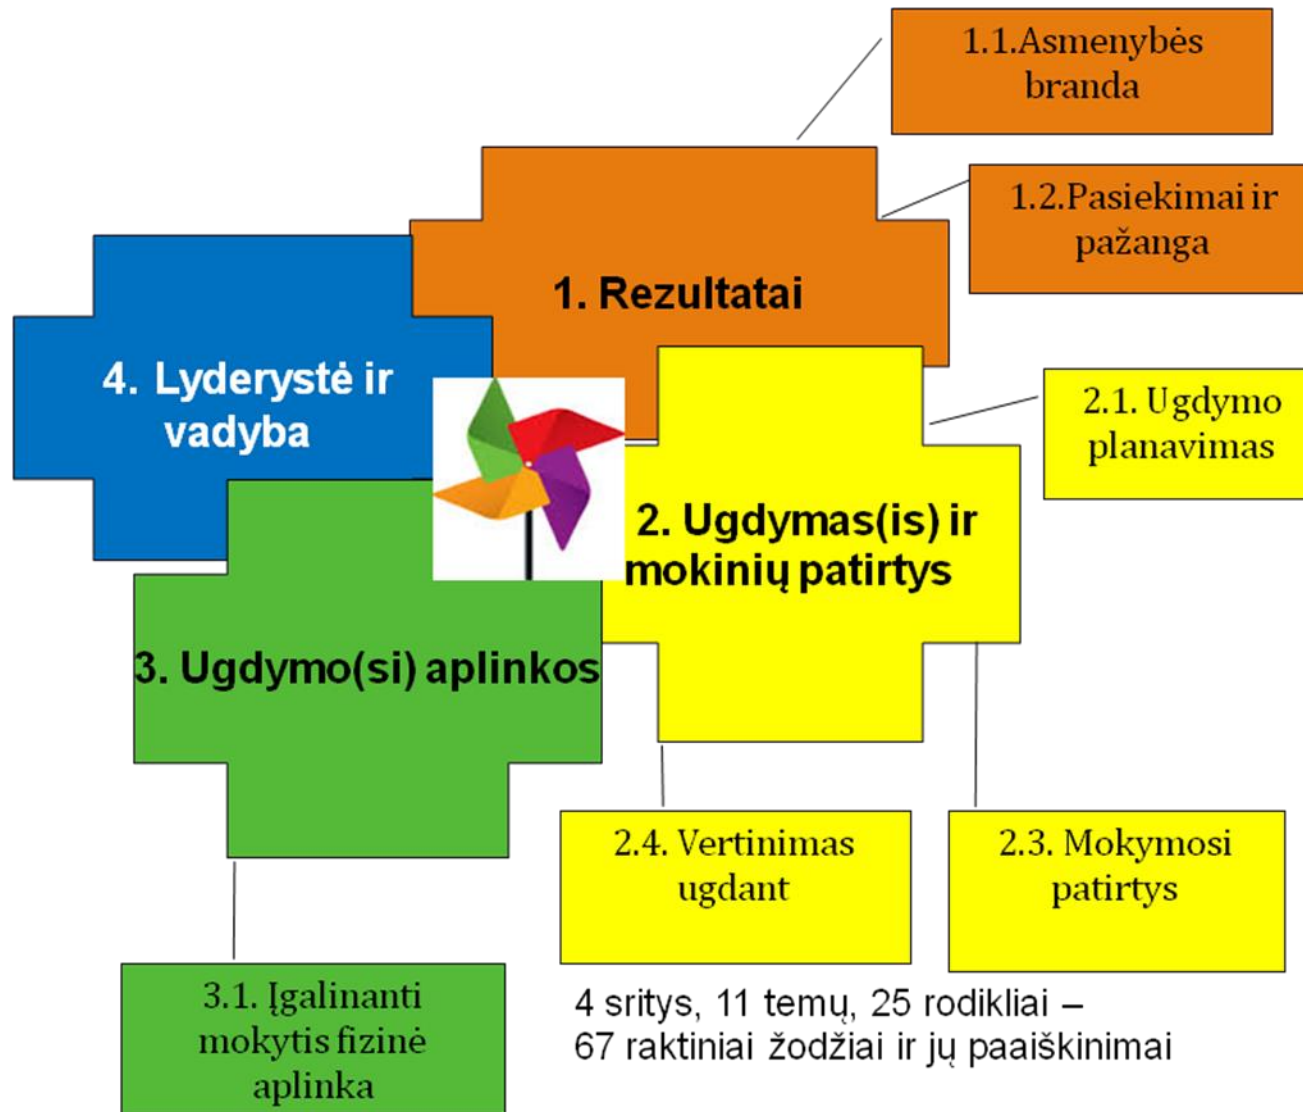 1.1.Asmenybės
branda
1.2.Pasiekimai ir
pažanga
1. Rezultatai
4. Lyderystė ir
vadyba
2.1. Ugdymo
planavimas
2. Ugdymas(is) ir
mokinių patirtys
3. Ugdymo(si) aplinkos
2.4. Vertinimas
ugdant
2.3. Mokymosi
patirtys
3.1. Įgalinanti
mokytis fizinė
aplinka
4 sritys, 11 temų, 25 rodikliai –
67 raktiniai žodžiai ir jų paaiškinimai